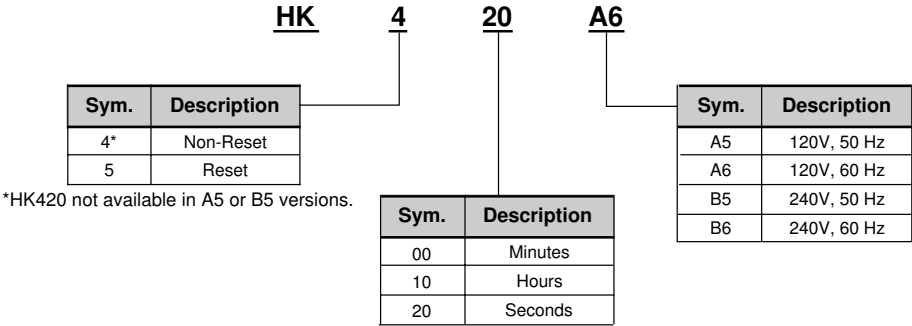 HK 4 20 A6
Sym. Description
4* Non-Reset
5 Reset
*HK420 not available in A5 or B5 versions.
Sym. Description
00 Minutes
10 Hours
20 Seconds
Sym. Description
A5 120V, 50 Hz
A6 120V, 60 Hz
B5 240V, 50 Hz
B6 240V, 60 Hz